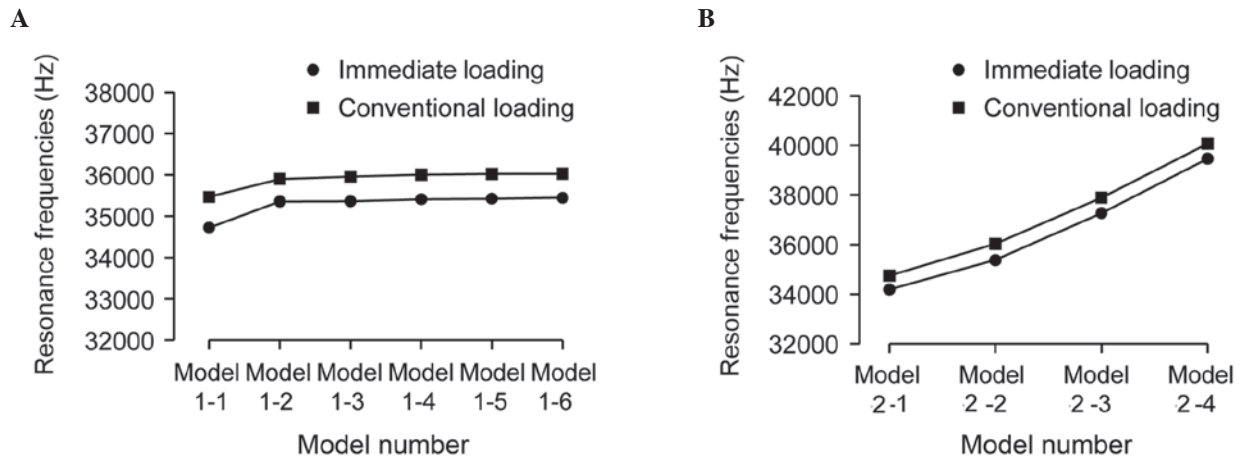 A
Resonance frequencies (Hz)
Immediate loading
Conventional loading
38000
37000
36000
35000
34000
33000
32000
Model 1-1
Model 1-2
Model 1-3
Model 1-4
Model 1-5
Model 1-6
Model number
B
Resonance frequencies (Hz)
Immediate loading
Conventional loading
42000
40000
38000
36000
34000
32000
Model 2-1
Model 2-2
Model 2-3
Model 2-4
Model number